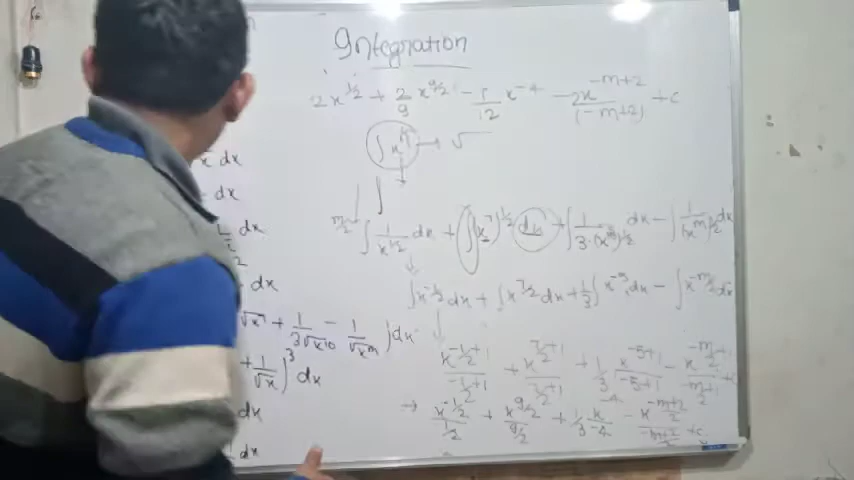 Integration
2x^{1/2} + 2/9 x^{9/2} - 1/12 x^{-4} - 2x^{-m+2}/(-m+2) + c
∫x^n → √
∫
m/2 ∫ 1/x^{1/2} dx + ∫(x^7)^{1/2} dx + ∫ 1/3·(x^{10})^{1/2} dx - ∫ 1/(x^m)^{1/2} dx
∫x^{-1/2} dx + ∫x^{7/2} dx + 1/3 ∫ x^{-5} dx - ∫x^{-m/2} dx
x^{-1/2+1}/-1/2+1 + x^{7/2+1}/7/2+1 + 1/3 x^{-5+1}/-5+1 - x^{-m/2+1}/-m/2+1 + c
→ x^{-1/2}/1/2 + x^{9/2}/9/2 + 1/3 x^{-4}/-4 - x^{-m+2/2}/-m+2/2 + c
dx
dx
dx
dx
√x^7 + 1/3√x^{10} - 1/√x^m ) dx
+ 1/√x )^3 dx
dx
dx